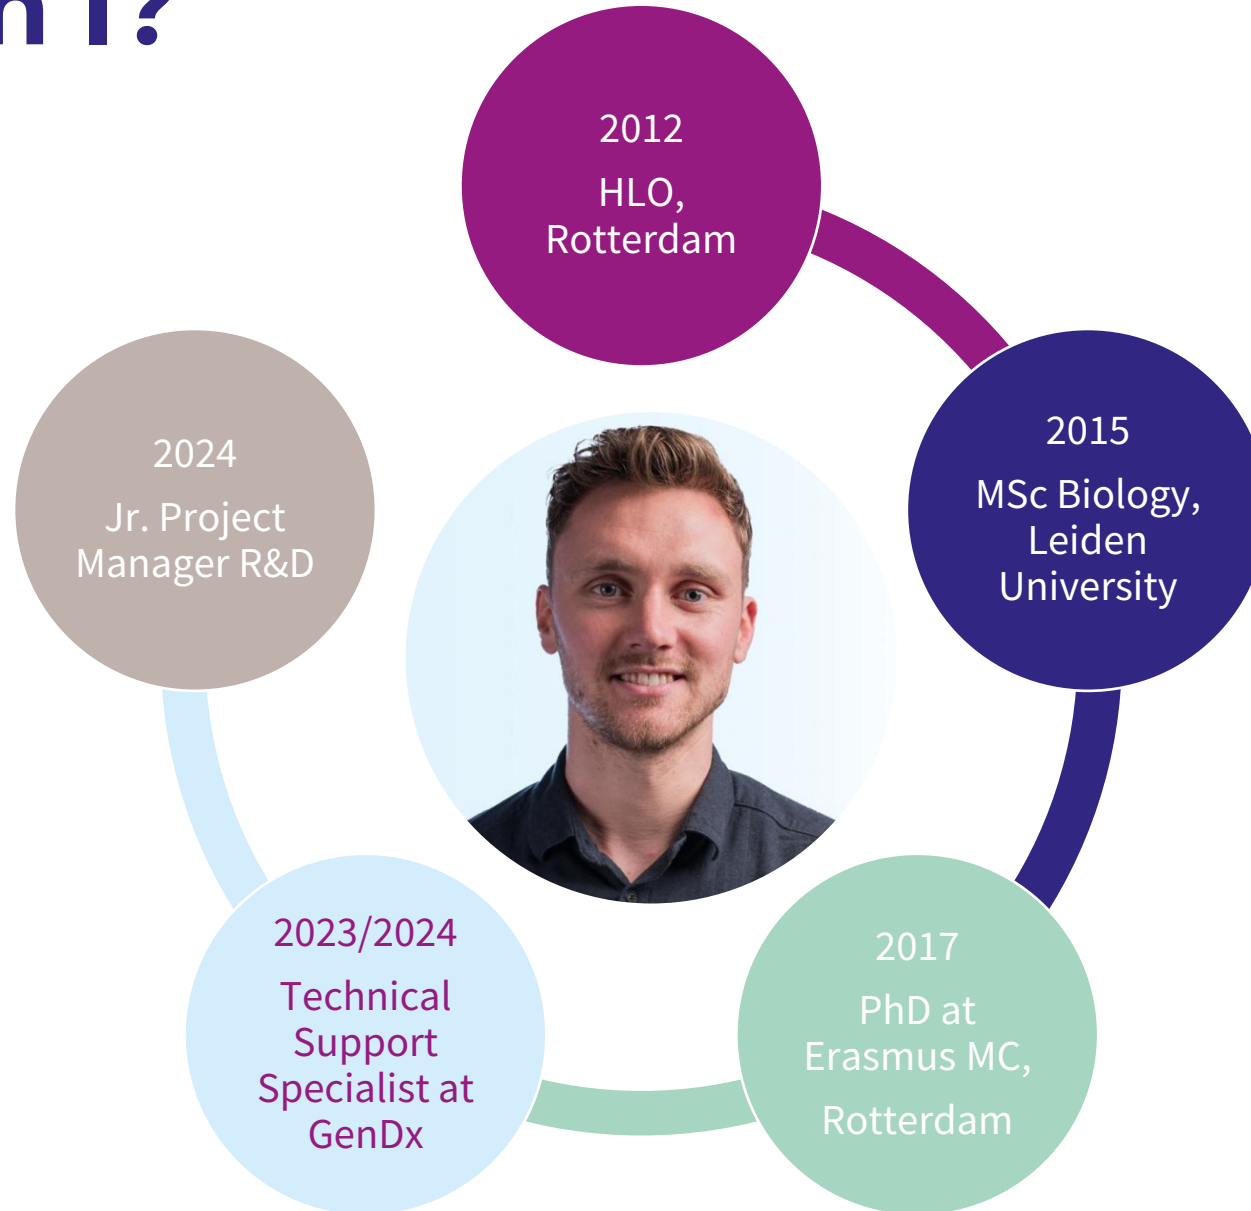 n I?
2012
HLO,
Rotterdam
2015
MSc Biology,
Leiden
University
2017
PhD at
Erasmus MC,
Rotterdam
2023/2024
Technical
Support
Specialist at
GenDx
2024
Jr. Project
Manager R&D